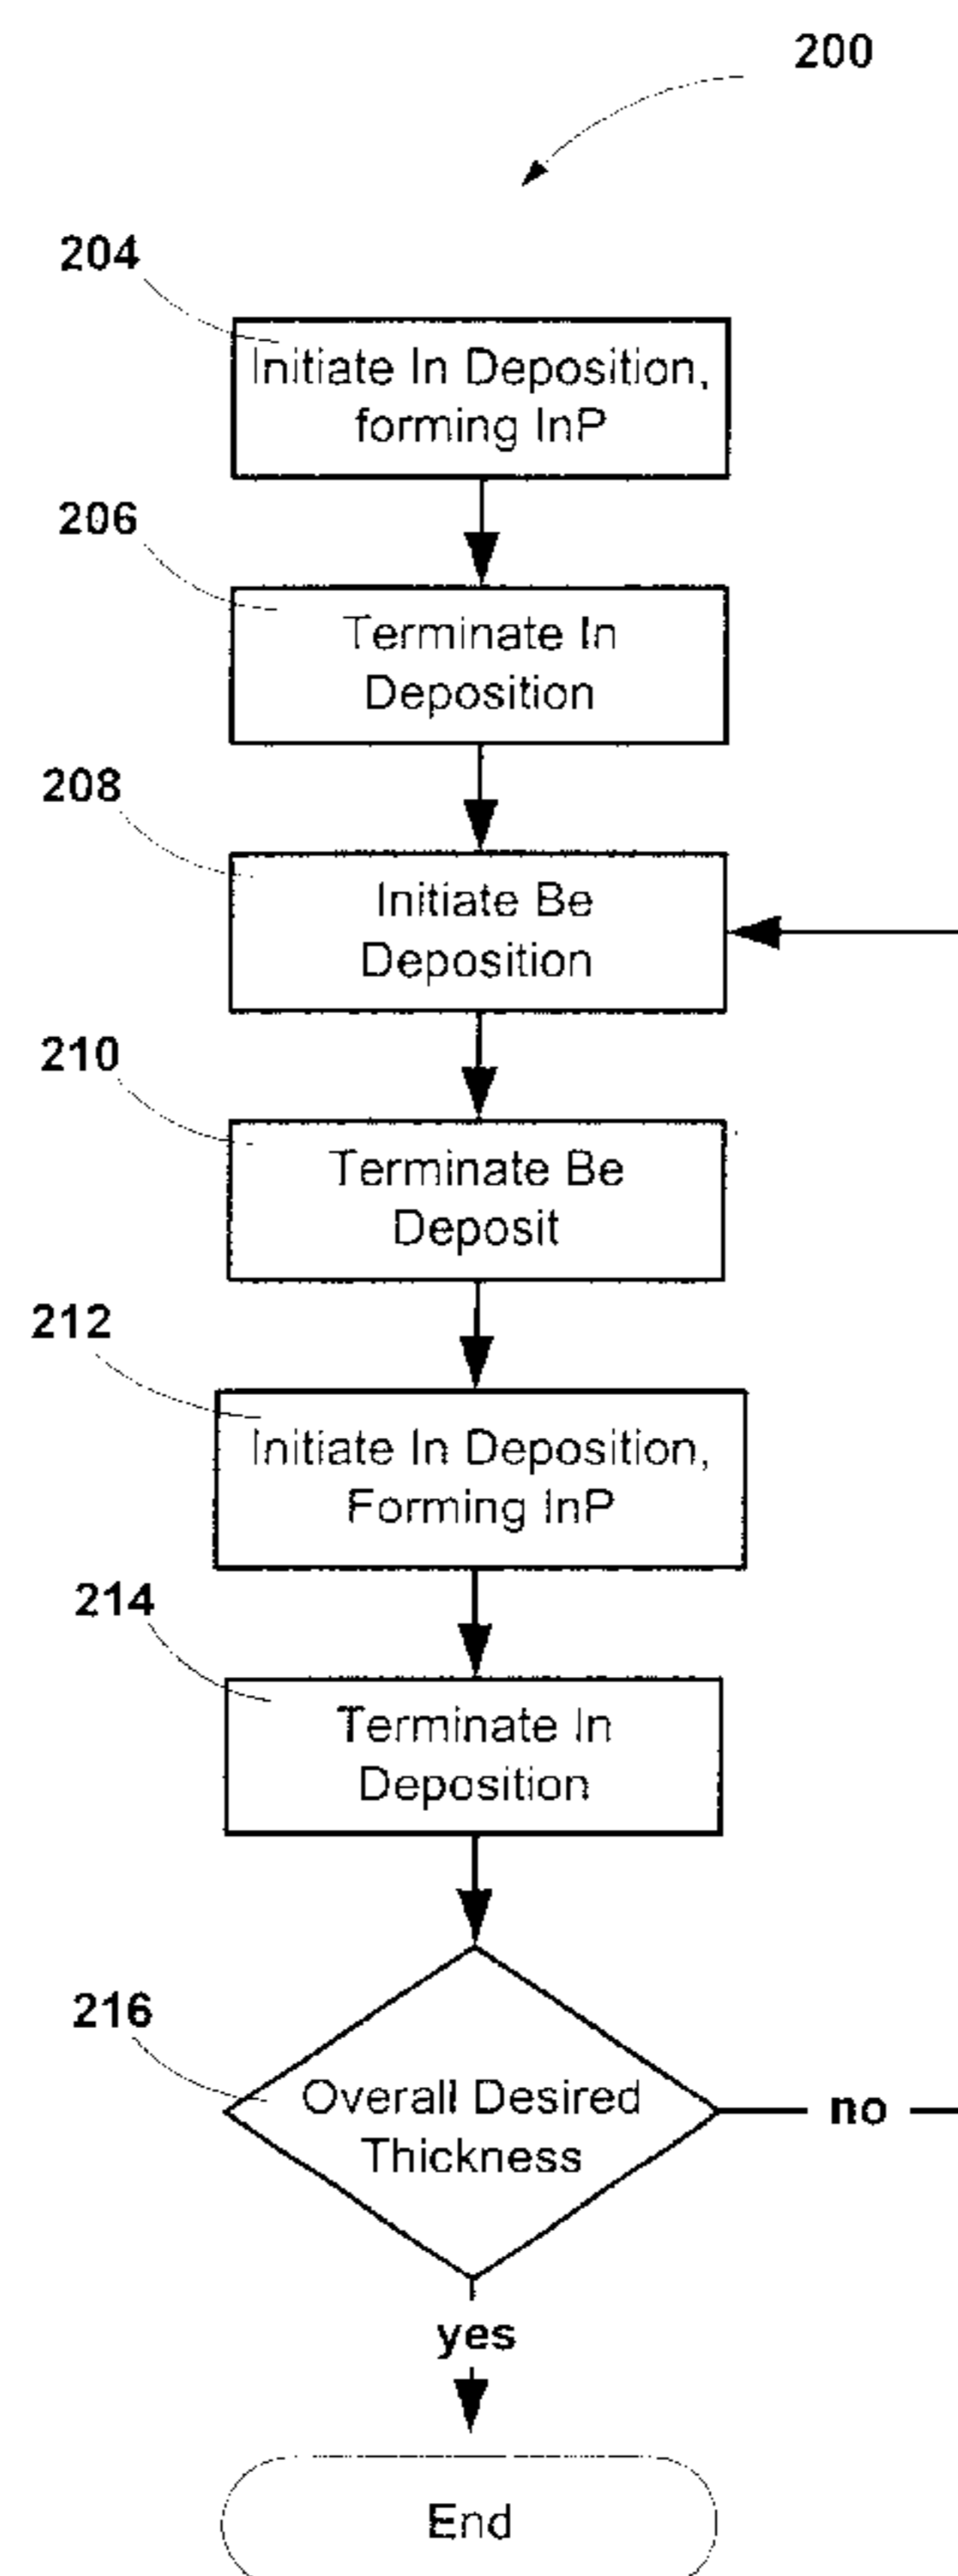 200
204
Initiate In Deposition,
forming InP
206
Terminate In
Deposition
208
Initiate Be
Deposition
210
Terminate Be
Deposit
212
Initiate In Deposition,
Forming InP
214
Terminate In
Deposition
216
Overall Desired
Thickness
no
yes
End